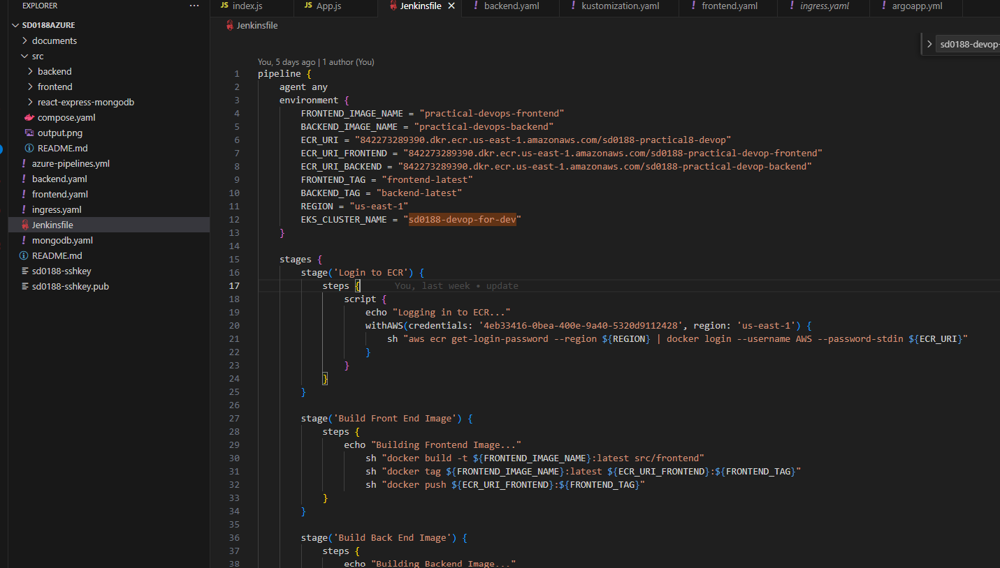 EXPLORER
SD0188AZURE
documents
src
backend
frontend
react-express-mongodb
compose.yaml
output.png
README.md
azure-pipelines.yml
backend.yaml
frontend.yaml
ingress.yaml
Jenkinsfile
mongodb.yaml
README.md
sd0188-sshkey
sd0188-sshkey.pub
JS index.js
JS App.js
Jenkinsfile
! backend.yaml
! kustomization.yaml
! frontend.yaml
! ingress.yaml
! argoapp.yml
Jenkinsfile
sd0188-devop-
You, 5 days ago | 1 author (You)
1 pipeline {
2 agent any
3 environment {
4 FRONTEND_IMAGE_NAME = "practical-devops-frontend"
5 BACKEND_IMAGE_NAME = "practical-devops-backend"
6 ECR_URI = "842273289390.dkr.ecr.us-east-1.amazonaws.com/sd0188-practical8-devop"
7 ECR_URI_FRONTEND = "842273289390.dkr.ecr.us-east-1.amazonaws.com/sd0188-practical-devop-frontend"
8 ECR_URI_BACKEND = "842273289390.dkr.ecr.us-east-1.amazonaws.com/sd0188-practical-devop-backend"
9 FRONTEND_TAG = "frontend-latest"
10 BACKEND_TAG = "backend-latest"
11 REGION = "us-east-1"
12 EKS_CLUSTER_NAME = "sd0188-devop-for-dev"
13 }
14
15 stages {
16 stage('Login to ECR') {
17 steps { You, last week • update
18 script {
19 echo "Logging in to ECR..."
20 withAWS(credentials: '4eb33416-0bea-400e-9a40-5320d9112428', region: 'us-east-1') {
21 sh "aws ecr get-login-password --region ${REGION} | docker login --username AWS --password-stdin ${ECR_URI}"
22 }
23 }
24 }
25 }
26
27 stage('Build Front End Image') {
28 steps {
29 echo "Building Frontend Image..."
30 sh "docker build -t ${FRONTEND_IMAGE_NAME}:latest src/frontend"
31 sh "docker tag ${FRONTEND_IMAGE_NAME}:latest ${ECR_URI_FRONTEND}:${FRONTEND_TAG}"
32 sh "docker push ${ECR_URI_FRONTEND}:${FRONTEND_TAG}"
33 }
34 }
35
36 stage('Build Back End Image') {
37 steps {
38 echo "Building Backend Image..."